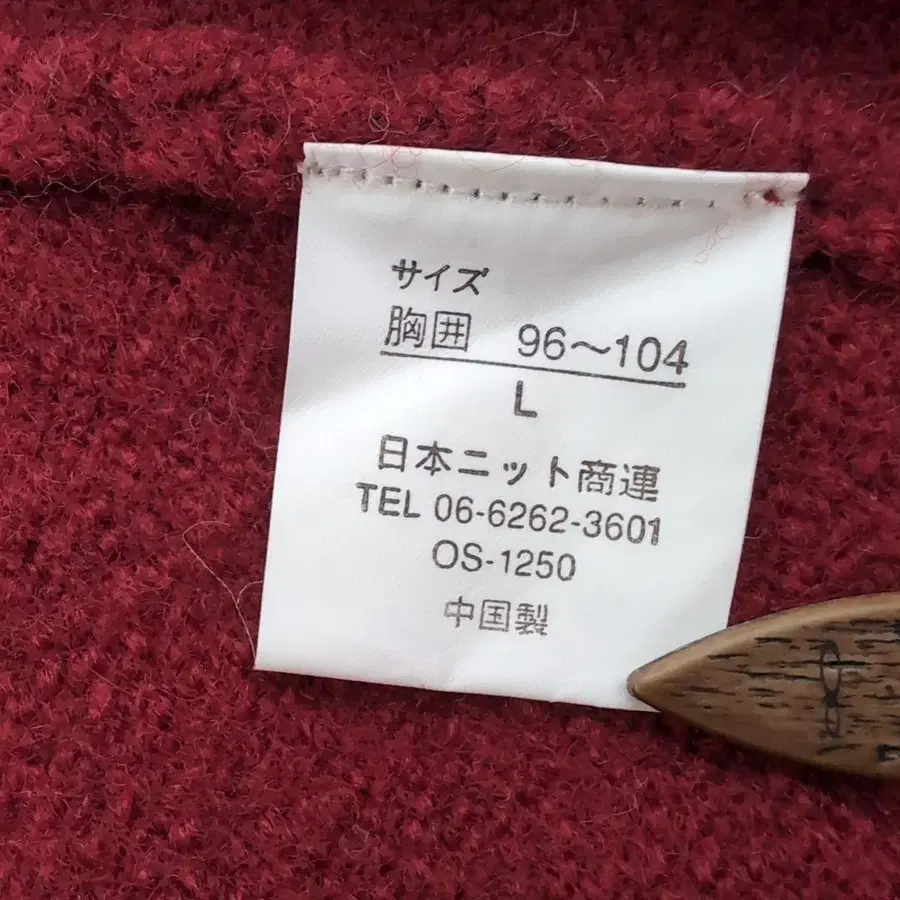 サイズ
胸囲 96～104
L
日本ニット商連
TEL 06-6262-3601
OS-1250
中国製